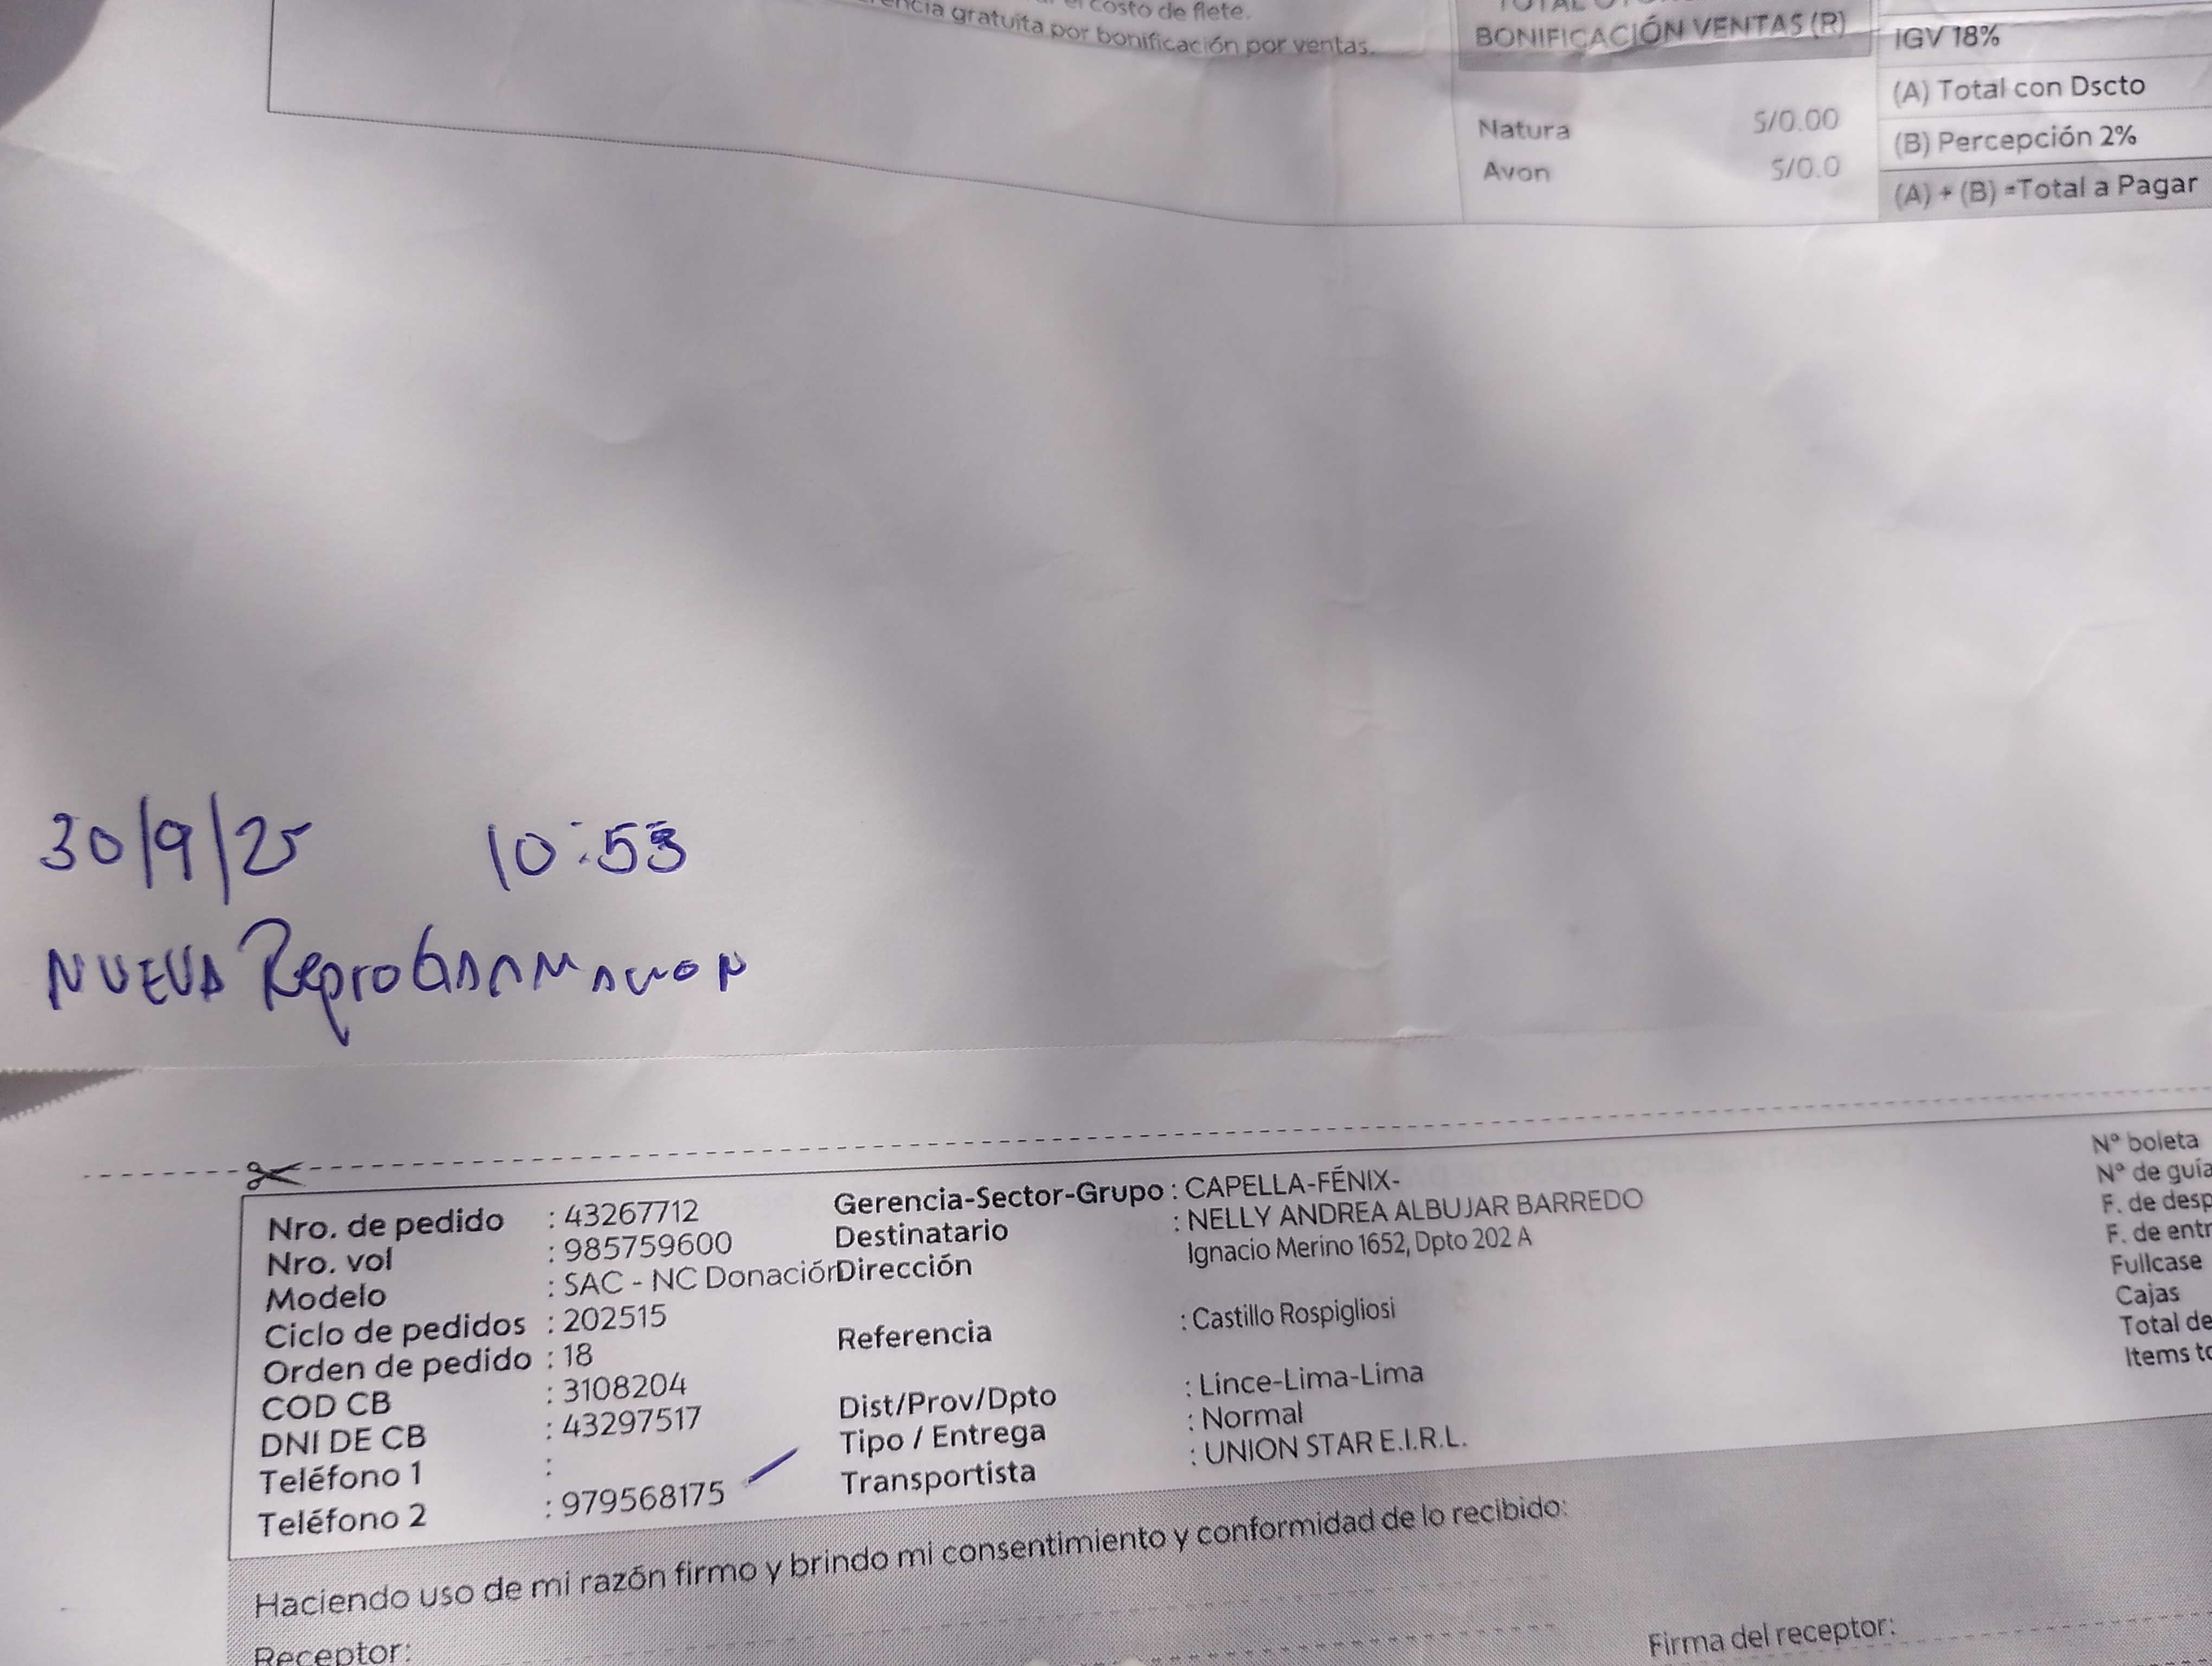 costo de flete.
gratuita por bonificación por ventas.
BONIFICACIÓN VENTAS (R)
Natura S/0.00
Avon S/0.0
IGV 18%
(A) Total con Dscto
(B) Percepción 2%
(A) + (B) =Total a Pagar
30/9/25 10:53
NUEVA
Nro. de pedido : 43267712
Nro. vol : 985759600
Modelo : SAC - NC Donación
Ciclo de pedidos : 202515
Orden de pedido : 18
COD CB : 3108204
DNI DE CB : 43297517
Teléfono 1 :
Teléfono 2 : 979568175
Gerencia-Sector-Grupo : CAPELLA-FÉNIX-
Destinatario : NELLY ANDREA ALBUJAR BARREDO
Dirección Ignacio Merino 1652, Dpto 202 A
Referencia : Castillo Rospigliosi
Dist/Prov/Dpto : Lince-Lima-Lima
Tipo / Entrega : Normal
Transportista : UNION STAR E.I.R.L.
Nº boleta
Nº de guía
F. de desp
F. de entr
Fullcase
Cajas
Total de
Items to
Haciendo uso de mi razón firmo y brindo mi consentimiento y conformidad de lo recibido:
Receptor:
Firma del receptor: